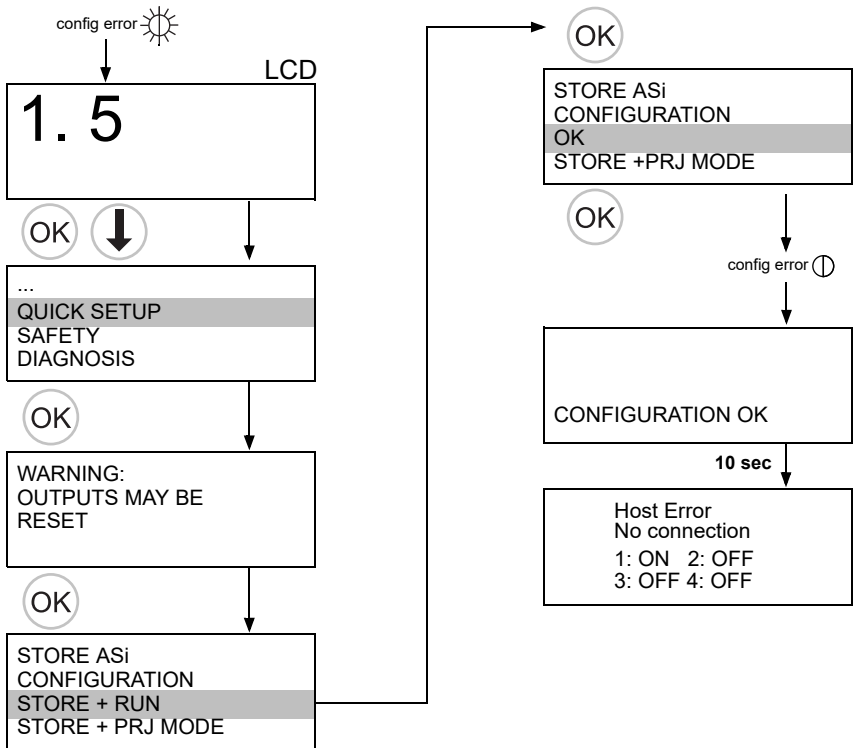 config error
LCD
1. 5
OK
...
QUICK SETUP
SAFETY
DIAGNOSIS
OK
WARNING:
OUTPUTS MAY BE
RESET
OK
STORE ASi
CONFIGURATION
STORE + RUN
STORE + PRJ MODE
OK
STORE ASi
CONFIGURATION
OK
STORE +PRJ MODE
OK
config error
CONFIGURATION OK
10 sec
Host Error
No connection
1: ON 2: OFF
3: OFF 4: OFF